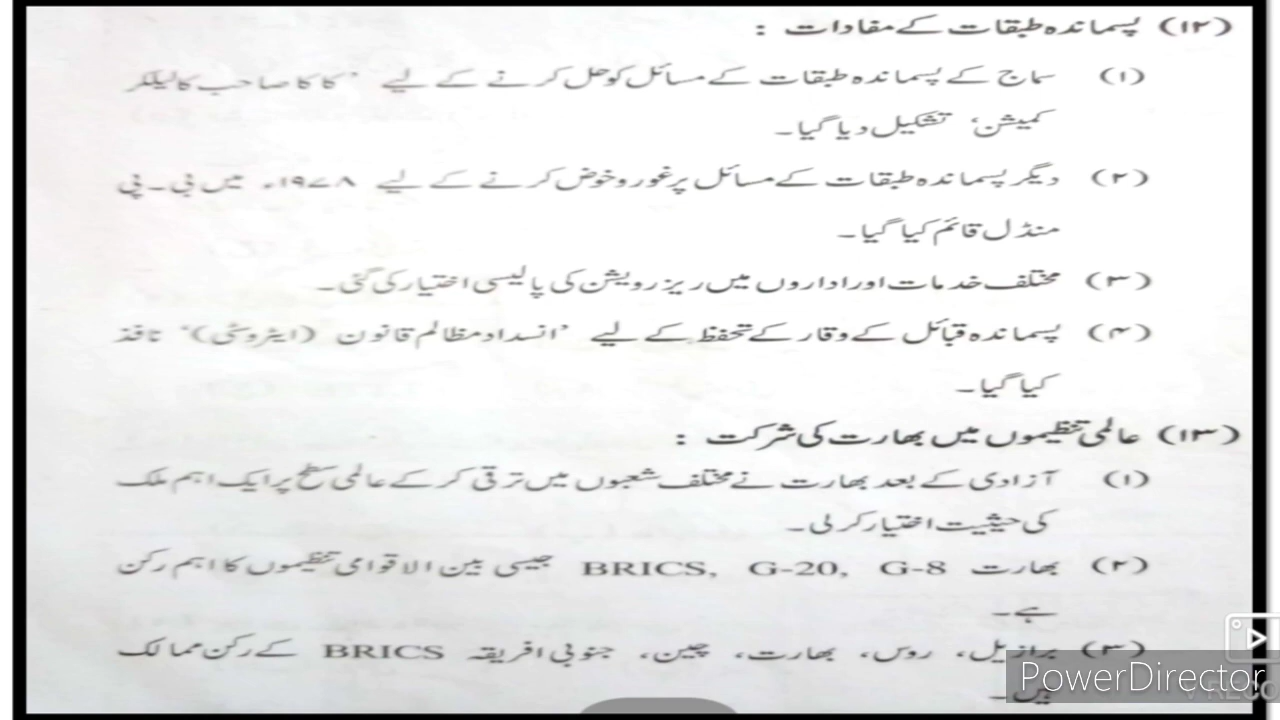 (۱۲) پسماندہ طبقات کے مفادات :
(۱) سماج کے پسماندہ طبقات کے مسائل کو حل کرنے کے لیے 'کاکا صاحب کالیلکر
کمیشن' تشکیل دیا گیا۔
(۲) دیگر پسماندہ طبقات کے مسائل پر غور و خوض کرنے کے لیے ۱۹۷۸ء میں بی۔پی
منڈل قائم کیا گیا۔
(۳) مختلف خدمات اور اداروں میں ریزرویشن کی پالیسی اختیار کی گئی۔
(۴) پسماندہ قبائل کے وقار کے تحفظ کے لیے 'انسداد مظالم قانون (ایٹروسٹی)' نافذ
کیا گیا۔
(۱۳) عالمی تنظیموں میں بھارت کی شرکت :
(۱) آزادی کے بعد بھارت نے مختلف شعبوں میں ترقی کر کے عالمی سطح پر ایک اہم ملک
کی حیثیت اختیار کر لی۔
(۲) بھارت BRICS, G-20, G-8 جیسی بین الاقوامی تنظیموں کا اہم رکن
ہے۔
(۳) برازیل، روس، بھارت، چین، جنوبی افریقہ BRICS کے رکن ممالک
ہیں۔
PowerDirector